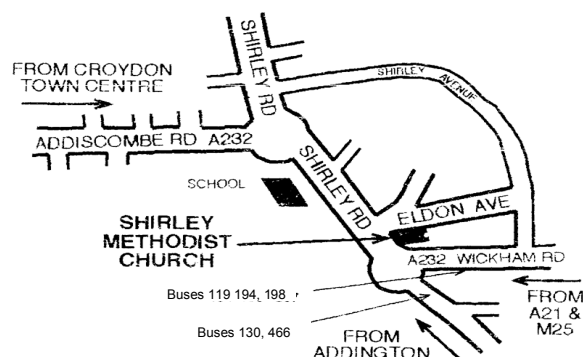 SHIRLEY RD
FROM CROYDON
TOWN CENTRE
SHIRLEY AVENUE
ADDISCOMBE RD A232
SHIRLEY RD
SCHOOL
ELDON AVE
SHIRLEY
METHODIST
CHURCH
A232 WICKHAM RD
Buses 119 194, 198
FROM
A21 &
M25
Buses 130, 466
FROM
ADDINGTON